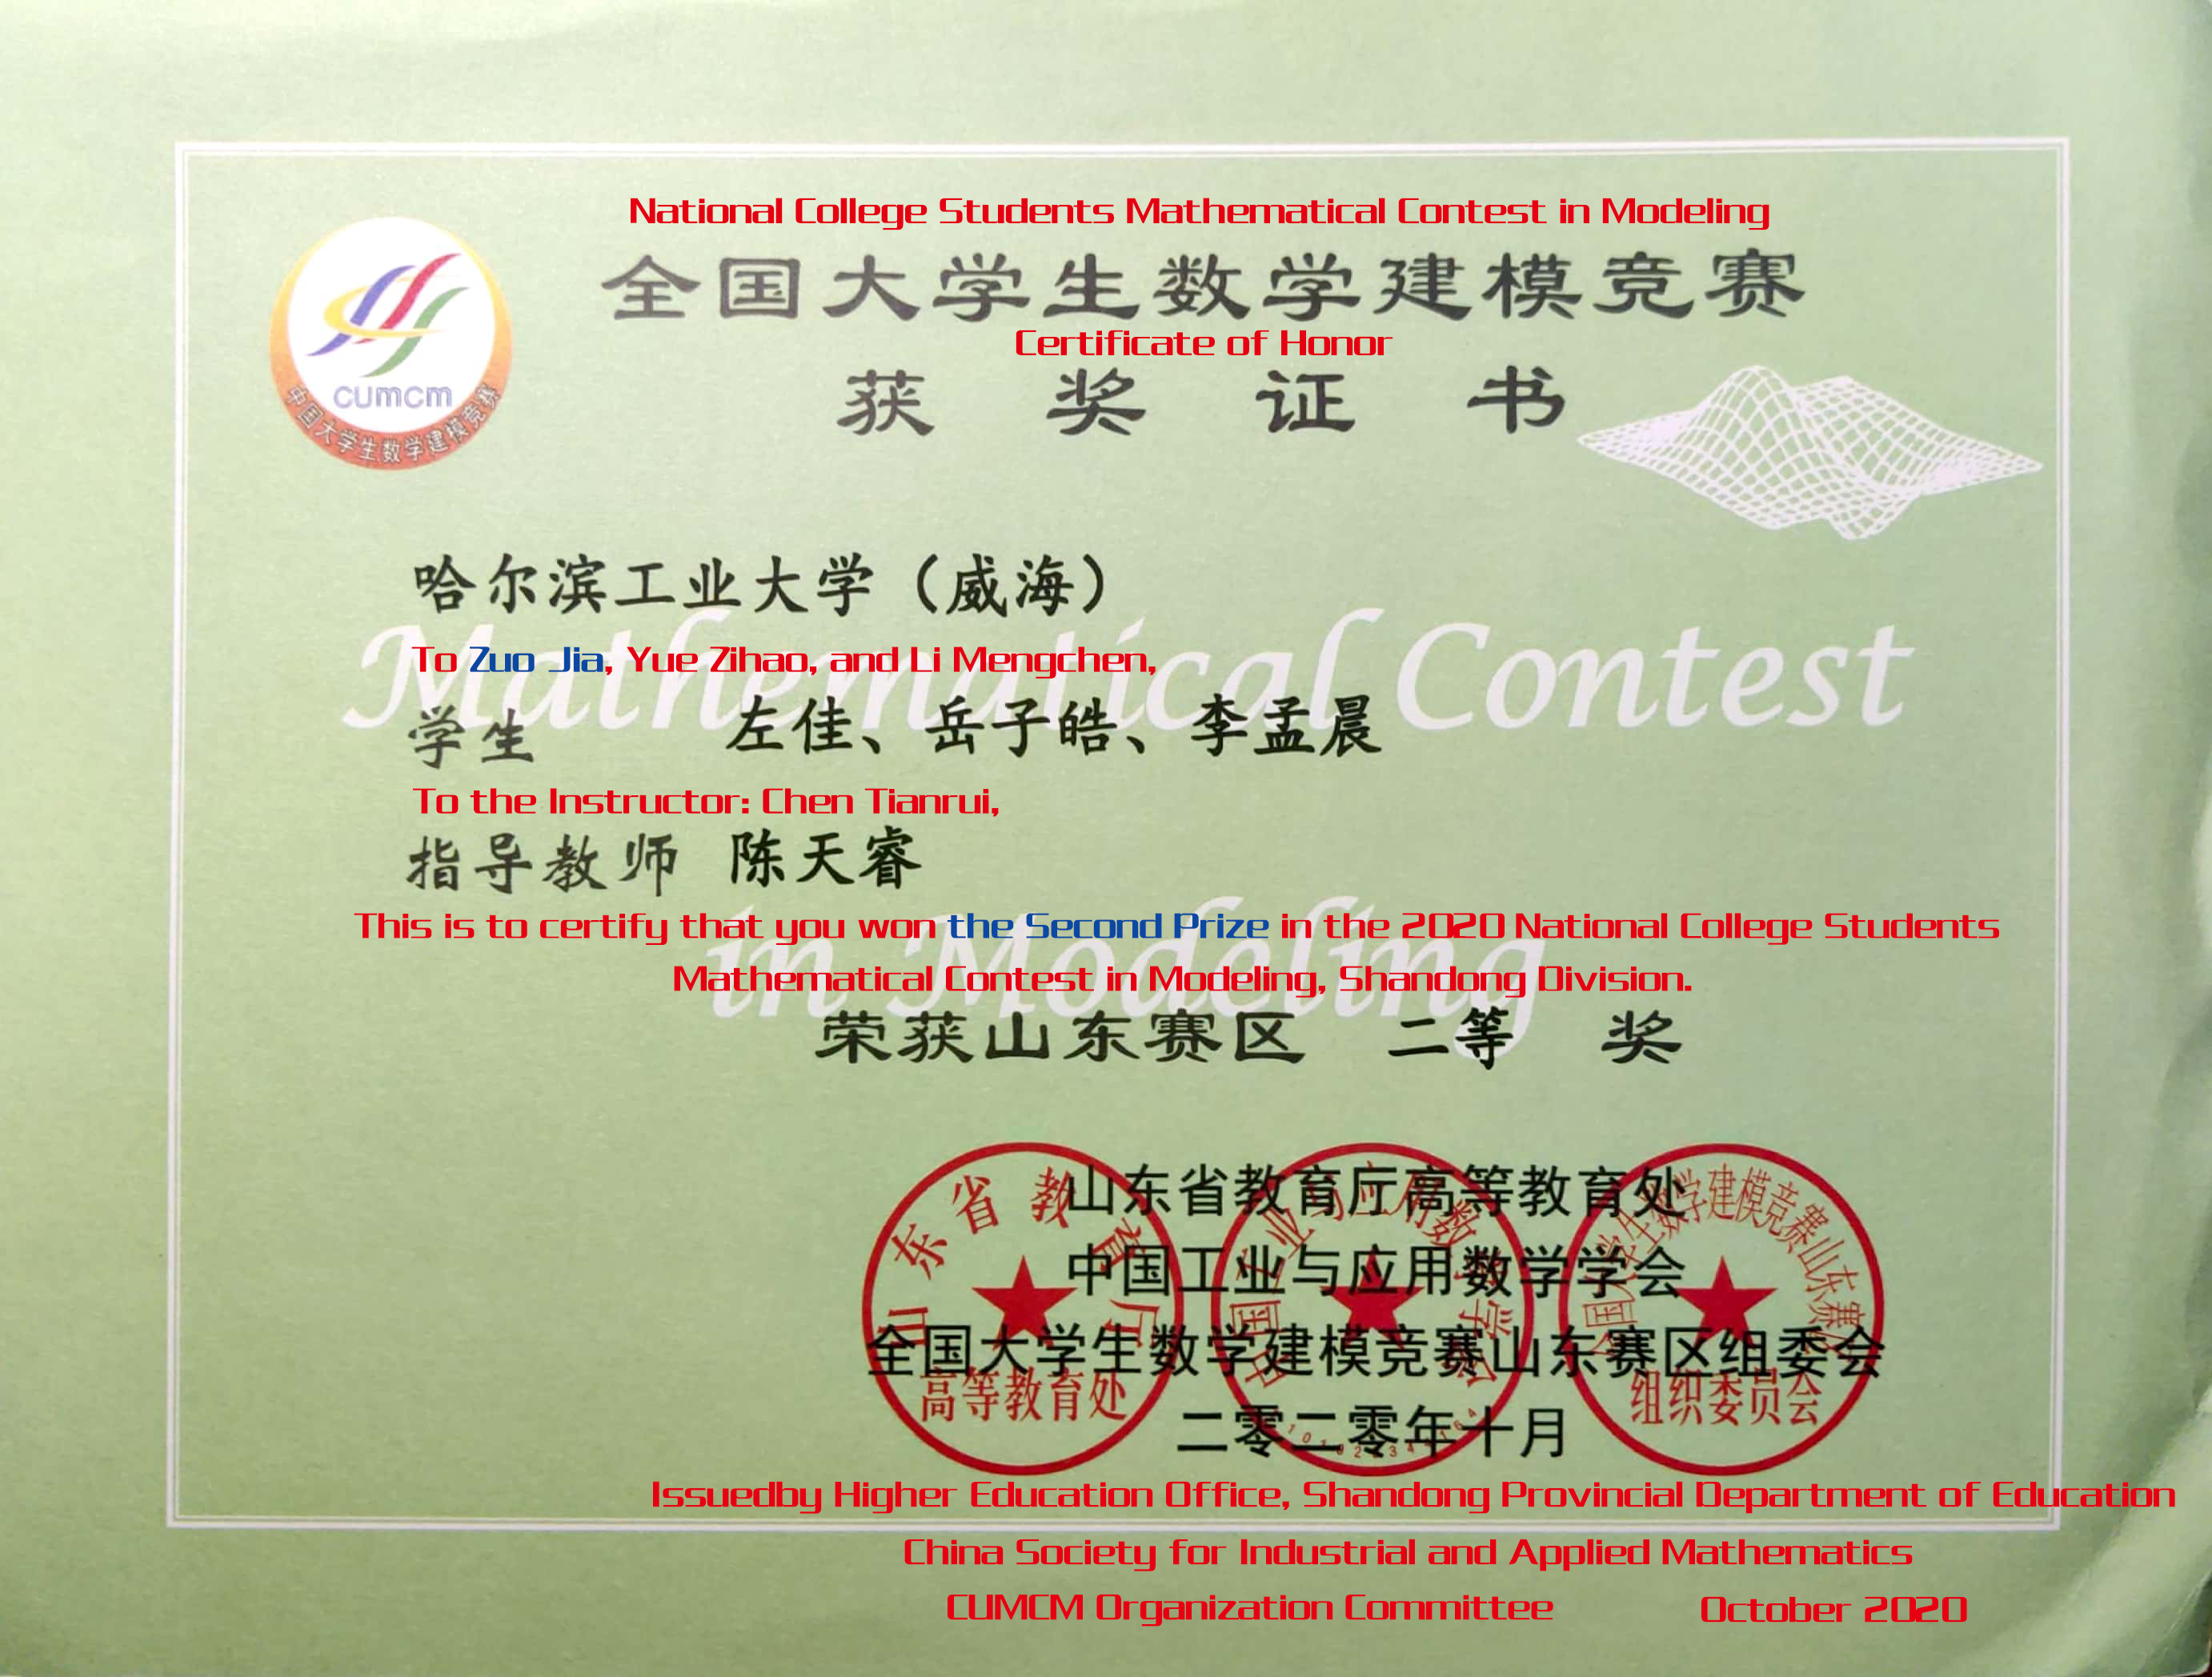 National College Students Mathematical Contest in Modeling
全国大学生数学建模竞赛
Certificate of Honor
获奖证书
cumcm
中国大学生数学建模竞赛
哈尔滨工业大学（威海）
Mathematical Contest
To Zuo Jia, Yue Zihao, and Li Mengchen,
学生 左佳、岳子皓、李孟晨
To the Instructor: Chen Tianrui,
指导教师 陈天睿
in Modeling
This is to certify that you won the Second Prize in the 2020 National College Students
Mathematical Contest in Modeling, Shandong Division.
荣获山东赛区 二等 奖
山东省教育厅
高等教育处
中国工业与应用数学学会
全国大学生数学建模竞赛山东赛区
组织委员会
山东省教育厅高等教育处
中国工业与应用数学学会
全国大学生数学建模竞赛山东赛区组委会
二零二零年十月
Issuedby Higher Education Office, Shandong Provincial Department of Education
China Society for Industrial and Applied Mathematics
CUMCM Organization Committee October 2020